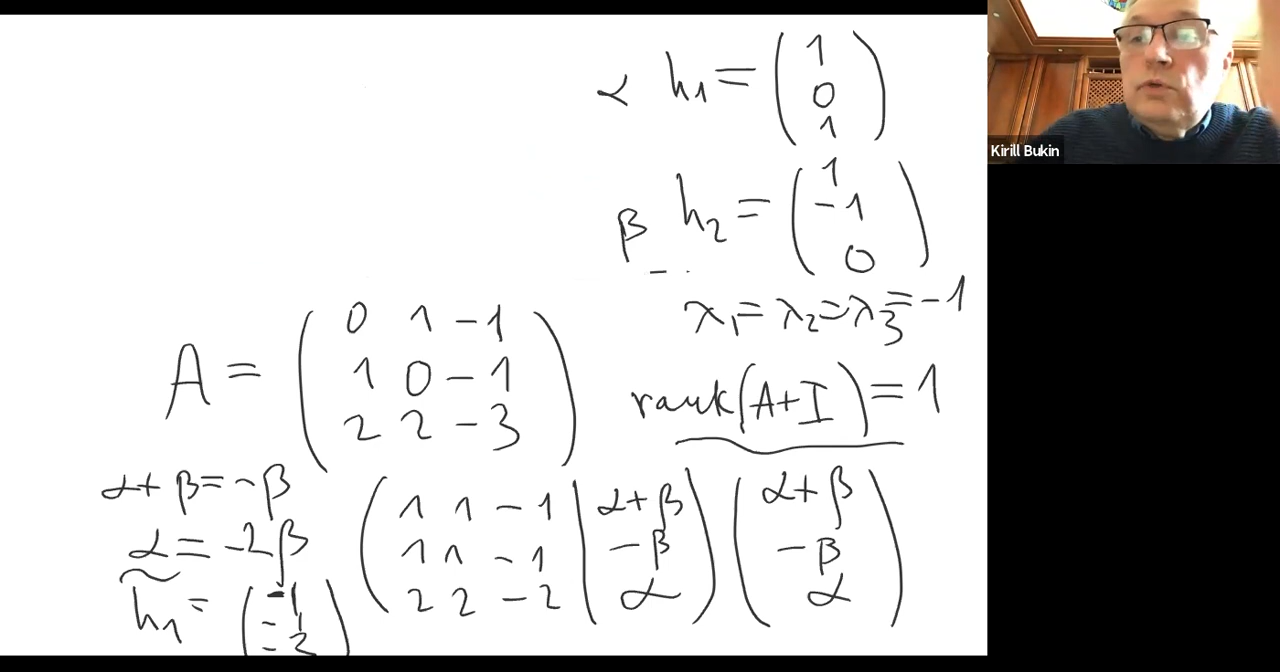 α h₁ = (1 0 1)
Kirill Bukin
β h₂ = (1 -1 0)
λ₁ = λ₂ = λ₃ = -1
A = (0 1 -1
1 0 -1
2 2 -3)
rank(A+I) = 1
α + β = -β
α = -2β
h₁ = (-1 -1 -2)
(1 1 -1 | α+β) (α+β)
(1 1 -1 | -β) (-β)
(2 2 -2 | α) (α)